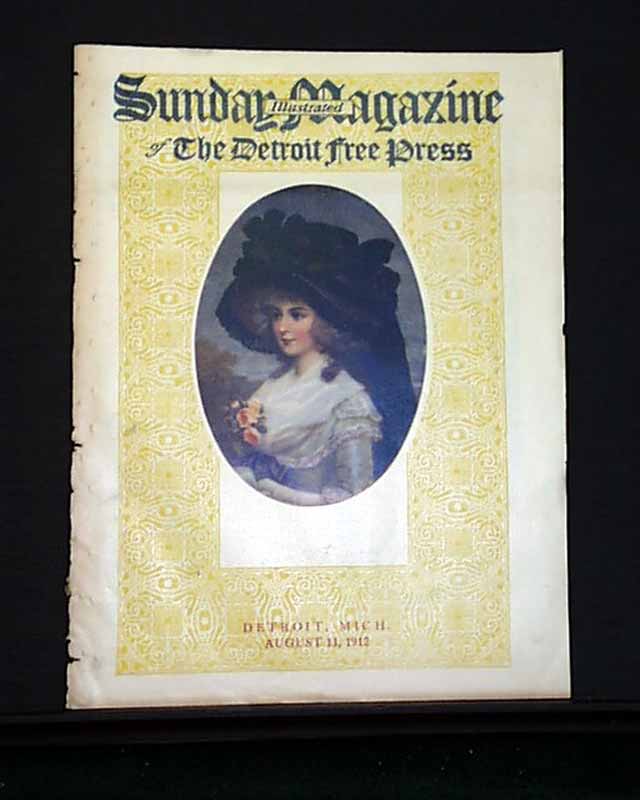 Sunday Illustrated Magazine
of The Detroit Free Press
DETROIT, MICH.
AUGUST 11, 1912